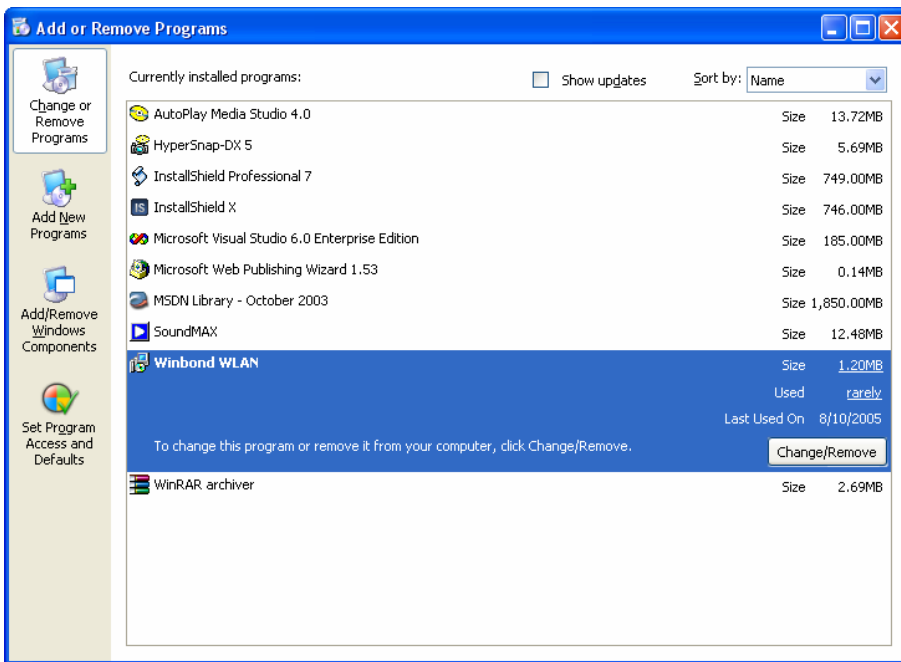 Add or Remove Programs
Change or
Remove
Programs
Add New
Programs
Add/Remove
Windows
Components
Set Program
Access and
Defaults
Currently installed programs:
Show updates
Sort by: Name
AutoPlay Media Studio 4.0 Size 13.72MB
HyperSnap-DX 5 Size 5.69MB
InstallShield Professional 7 Size 749.00MB
IS InstallShield X Size 746.00MB
Microsoft Visual Studio 6.0 Enterprise Edition Size 185.00MB
Microsoft Web Publishing Wizard 1.53 Size 0.14MB
MSDN Library - October 2003 Size 1,850.00MB
SoundMAX Size 12.48MB
Winbond WLAN Size 1.20MB
Used rarely
Last Used On 8/10/2005
To change this program or remove it from your computer, click Change/Remove. Change/Remove
WinRAR archiver Size 2.69MB